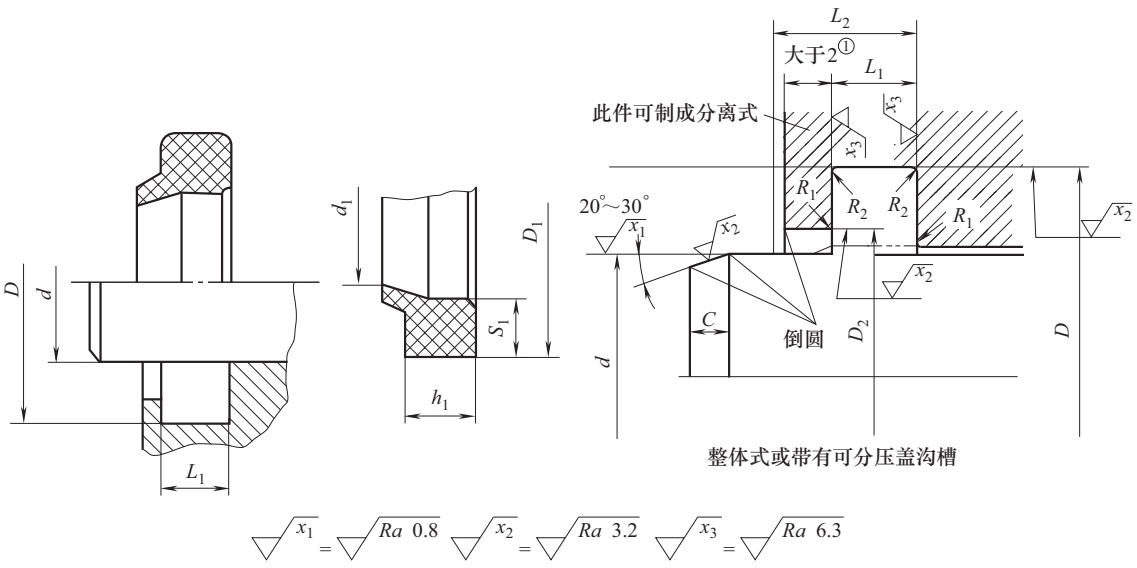 L₂
大于2①
L₁
此件可制成分离式
x₃
x₃
R₁
R₂
R₂
R₁
20°～30°
x₁
x₂
x₂
x₂
d₁
D₁
D
d
S₁
C
倒圆
D₂
D
d
h₁
L₁
整体式或带有可分压盖沟槽
x₁ = Ra 0.8 x₂ = Ra 3.2 x₃ = Ra 6.3